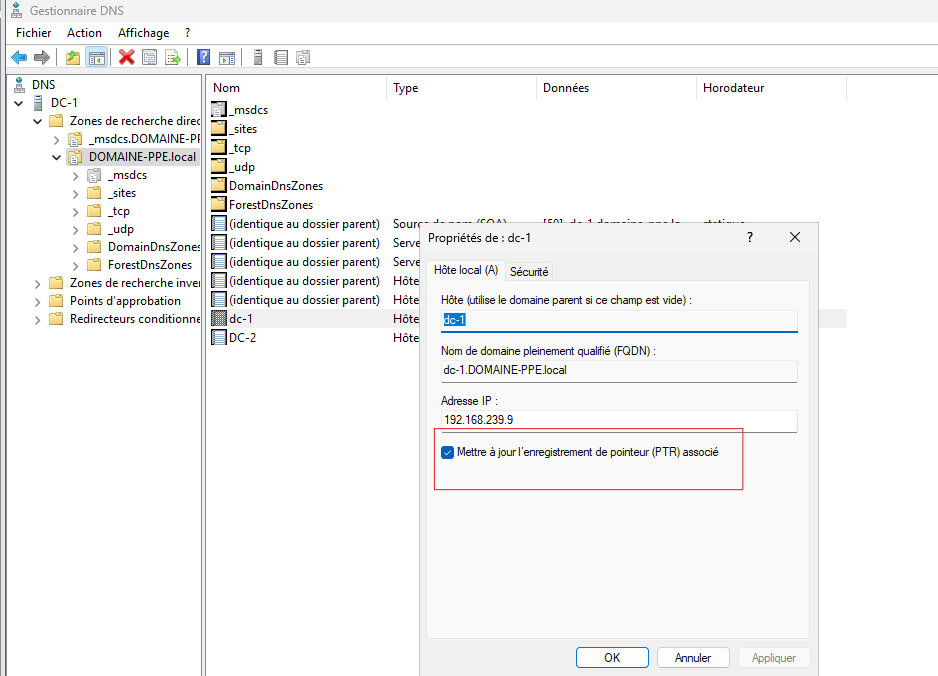 Gestionnaire DNS
Fichier Action Affichage ?
DNS
DC-1
Zones de recherche direc
_msdcs.DOMAINE-PP
DOMAINE-PPE.local
_msdcs
_sites
_tcp
_udp
DomainDnsZones
ForestDnsZones
Zones de recherche inver
Points d'approbation
Redirecteurs conditionne
Nom Type Données Horodateur
_msdcs
_sites
_tcp
_udp
DomainDnsZones
ForestDnsZones
(identique au dossier parent) Source de nom (SOA) [59], dc-1.domaine-ppe.lo statique
(identique au dossier parent) Serve
(identique au dossier parent) Serve
(identique au dossier parent) Hôte
(identique au dossier parent) Hôte
dc-1 Hôte
DC-2 Hôte
Propriétés de : dc-1 ?
Hôte local (A) Sécurité
Hôte (utilise le domaine parent si ce champ est vide) :
dc-1
Nom de domaine pleinement qualifié (FQDN) :
dc-1.DOMAINE-PPE.local
Adresse IP :
192.168.239.9
Mettre à jour l'enregistrement de pointeur (PTR) associé
OK Annuler Appliquer